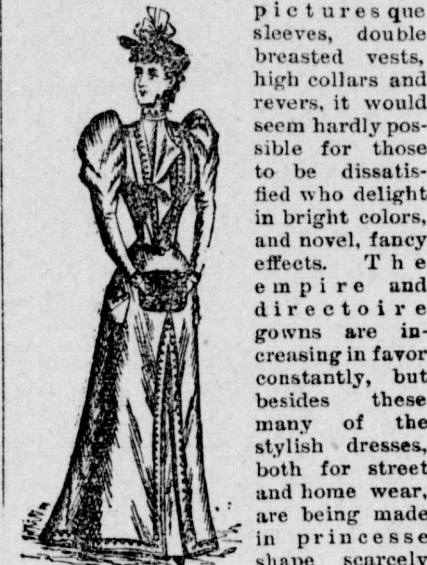 picturesque
sleeves, double
breasted vests,
high collars and
revers, it would
seem hardly pos-
sible for those
to be dissatis-
fied who delight
in bright colors,
and novel, fancy
effects. The
empire and
directoire
gowns are in-
creasing in favor
constantly, but
besides these
many of the
stylish dresses,
both for street
and home wear,
are being made
in princesse
shape scarcely